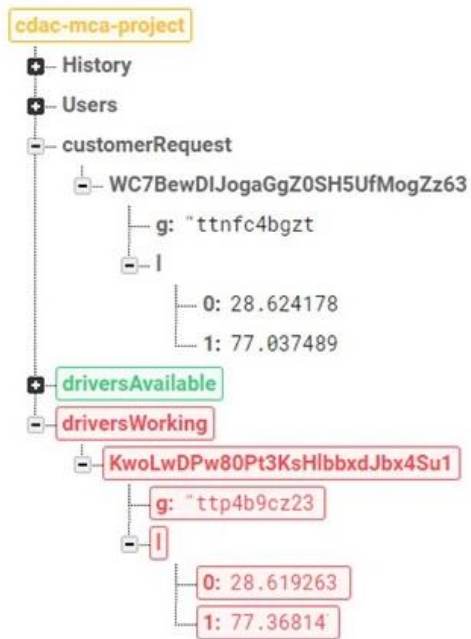 cdac-mca-project
History
Users
customerRequest
WC7BewDIJogaGgZ0SH5UfMogZz63
g: "ttnfc4bgzt
l
0: 28.624178
1: 77.037489
driversAvailable
driversWorking
KwoLwDPw80Pt3KsHlbbxdJbx4Su1
g: "ttp4b9cz23
l
0: 28.619263
1: 77.36814